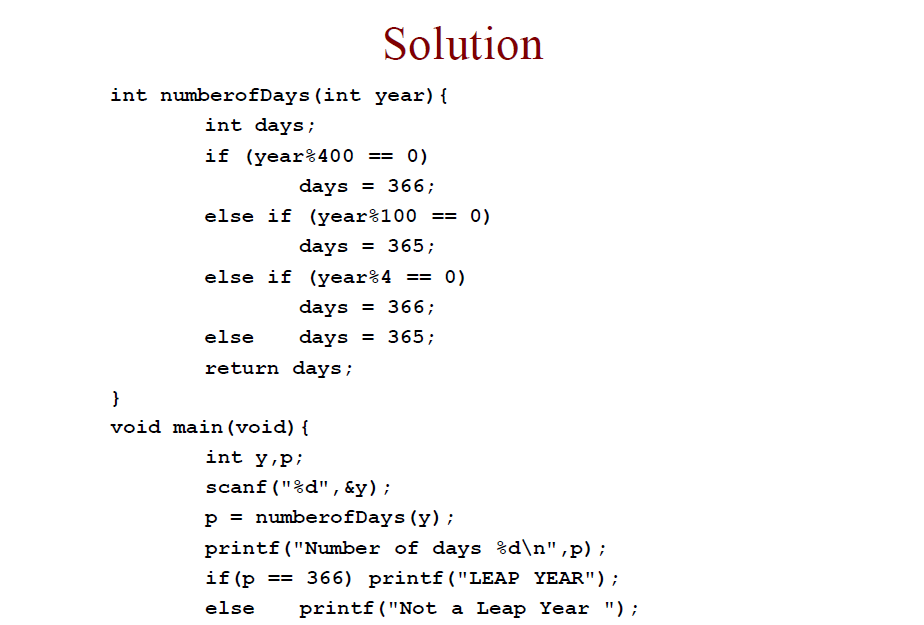 Solution
int numberofDays(int year){
int days;
if (year%400 == 0)
days = 366;
else if (year%100 == 0)
days = 365;
else if (year%4 == 0)
days = 366;
else days = 365;
return days;
}
void main(void){
int y,p;
scanf("%d",&y);
p = numberofDays(y);
printf("Number of days %d\n",p);
if(p == 366) printf("LEAP YEAR");
else printf("Not a Leap Year ");